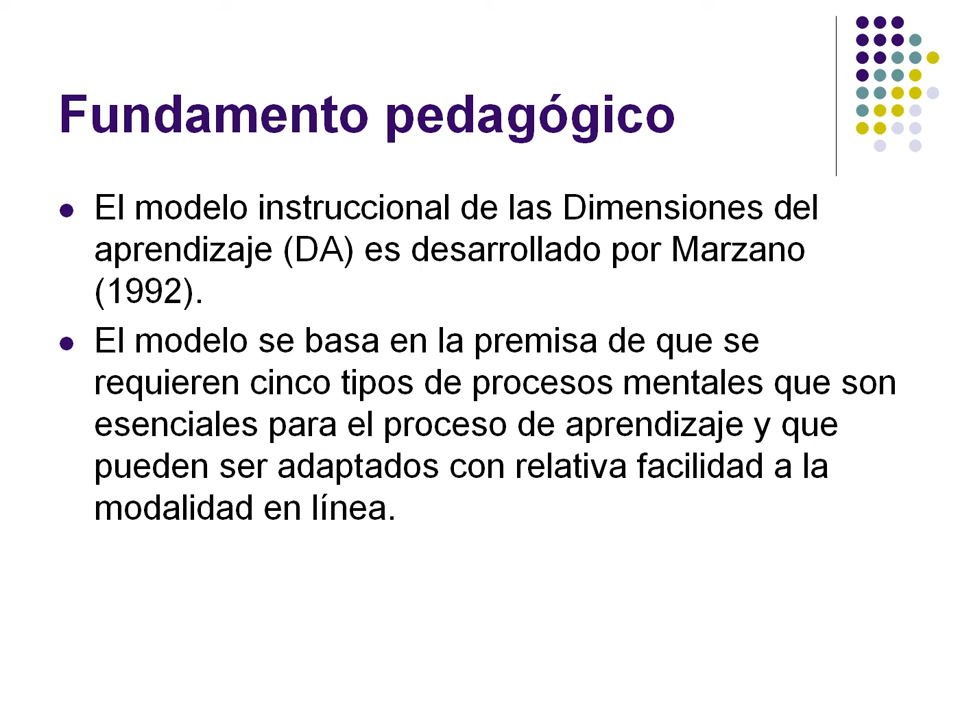 Fundamento pedagógico
El modelo instruccional de las Dimensiones del
aprendizaje (DA) es desarrollado por Marzano
(1992).
El modelo se basa en la premisa de que se
requieren cinco tipos de procesos mentales que son
esenciales para el proceso de aprendizaje y que
pueden ser adaptados con relativa facilidad a la
modalidad en línea.